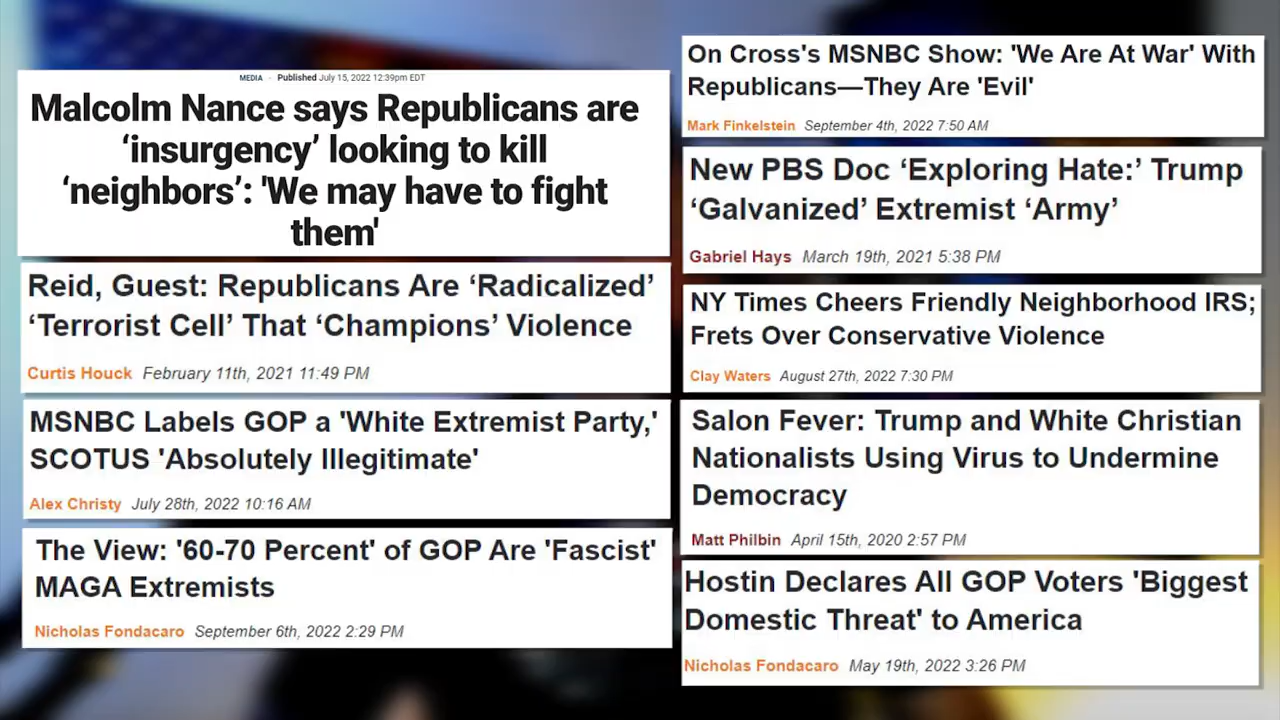 MEDIA - Published July 15, 2022 12:39pm EDT
Malcolm Nance says Republicans are
‘insurgency’ looking to kill
‘neighbors’: 'We may have to fight
them'
Reid, Guest: Republicans Are ‘Radicalized’
‘Terrorist Cell’ That ‘Champions’ Violence
Curtis Houck February 11th, 2021 11:49 PM
MSNBC Labels GOP a 'White Extremist Party,'
SCOTUS 'Absolutely Illegitimate'
Alex Christy July 28th, 2022 10:16 AM
The View: '60-70 Percent' of GOP Are 'Fascist'
MAGA Extremists
Nicholas Fondacaro September 6th, 2022 2:29 PM
On Cross's MSNBC Show: 'We Are At War' With
Republicans—They Are 'Evil'
Mark Finkelstein September 4th, 2022 7:50 AM
New PBS Doc ‘Exploring Hate:’ Trump
‘Galvanized’ Extremist ‘Army’
Gabriel Hays March 19th, 2021 5:38 PM
NY Times Cheers Friendly Neighborhood IRS;
Frets Over Conservative Violence
Clay Waters August 27th, 2022 7:30 PM
Salon Fever: Trump and White Christian
Nationalists Using Virus to Undermine
Democracy
Matt Philbin April 15th, 2020 2:57 PM
Hostin Declares All GOP Voters 'Biggest
Domestic Threat' to America
Nicholas Fondacaro May 19th, 2022 3:26 PM